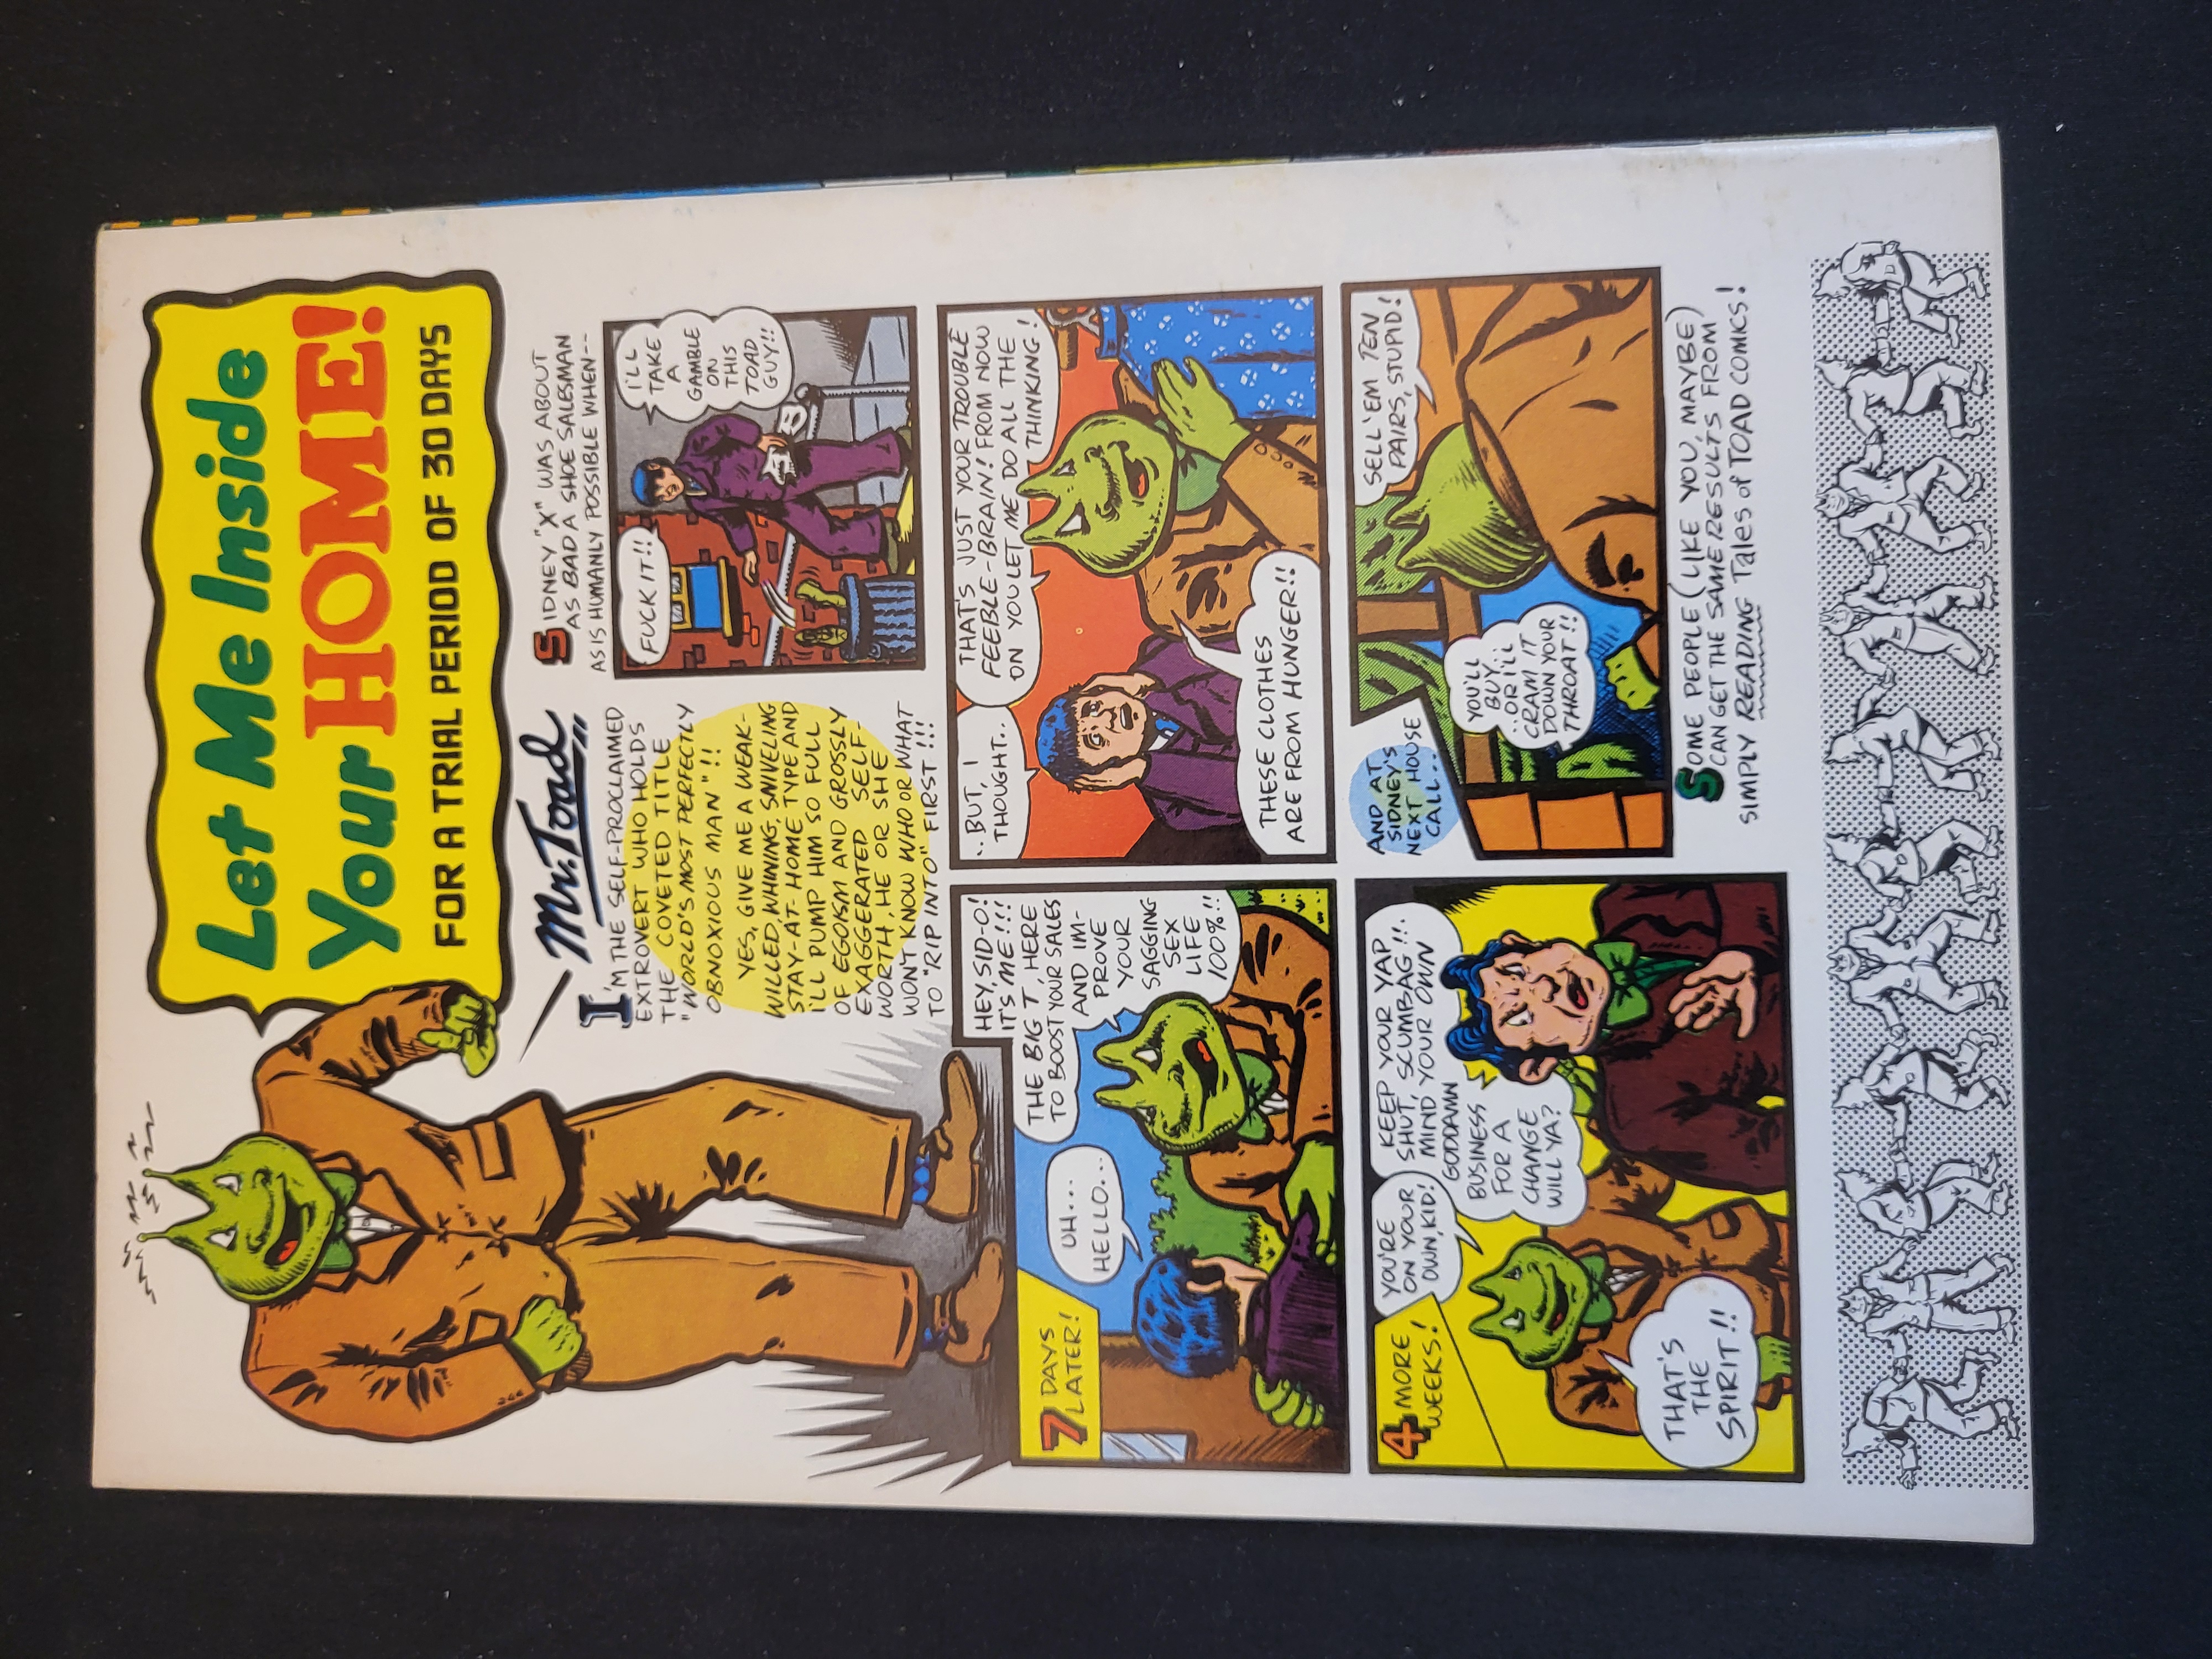 Let Me Inside
Your HOME!
FOR A TRIAL PERIOD OF 30 DAYS
Mr. Toad
I'M THE SELF-PROCLAIMED
EXTROVERT WHO HOLDS
THE COVETED TITLE
"WORLD'S MOST PERFECTLY
OBNOXIOUS MAN"!!
YES, GIVE ME A WEAK-
WILLED, WHINING, SNIVELING
STAY-AT-HOME TYPE AND
I'LL PUMP HIM SO FULL
OF EGOISM AND GROSSLY
EXAGGERATED SELF-
WORTH, HE OR SHE
WON'T KNOW WHO OR WHAT
TO "RIP INTO" FIRST!!!
SIDNEY "X" WAS ABOUT
AS BAD A SHOE SALESMAN
AS IS HUMANLY POSSIBLE WHEN--
FUCK IT!!
I'LL
TAKE
A
GAMBLE
ON
THIS
TOAD
GUY!!
7 DAYS
LATER!
UH...
HELLO...
HEY, SID-O!
IT'S ME!!!
THE BIG T, HERE
TO BOOST YOUR SALES
AND IM-
PROVE
YOUR
SAGGING
SEX
LIFE
100%!!
..BUT, I
THOUGHT..
THAT'S JUST YOUR TROUBLE
FEEBLE-BRAIN! FROM NOW
ON YOU LET ME DO ALL THE
THINKING!
THESE CLOTHES
ARE FROM HUNGER!!
4 MORE
WEEKS!
YOU'RE
ON YOUR
OWN, KID!
KEEP YOUR YAP
SHUT, SCUMBAG!!.
MIND YOUR OWN
GODDAMN
BUSINESS
FOR A
CHANGE
WILL YA?
THAT'S
THE
SPIRIT!!
AND AT
SIDNEY'S
NEXT HOUSE
CALL..
YOU'LL
BUY
..OR I'LL
CRAM IT
DOWN YOUR
THROAT!!
SELL 'EM TEN
PAIRS, STUPID!
SOME PEOPLE (LIKE YOU, MAYBE)
CAN GET THE SAME RESULTS FROM
SIMPLY READING Tales of TOAD COMICS!